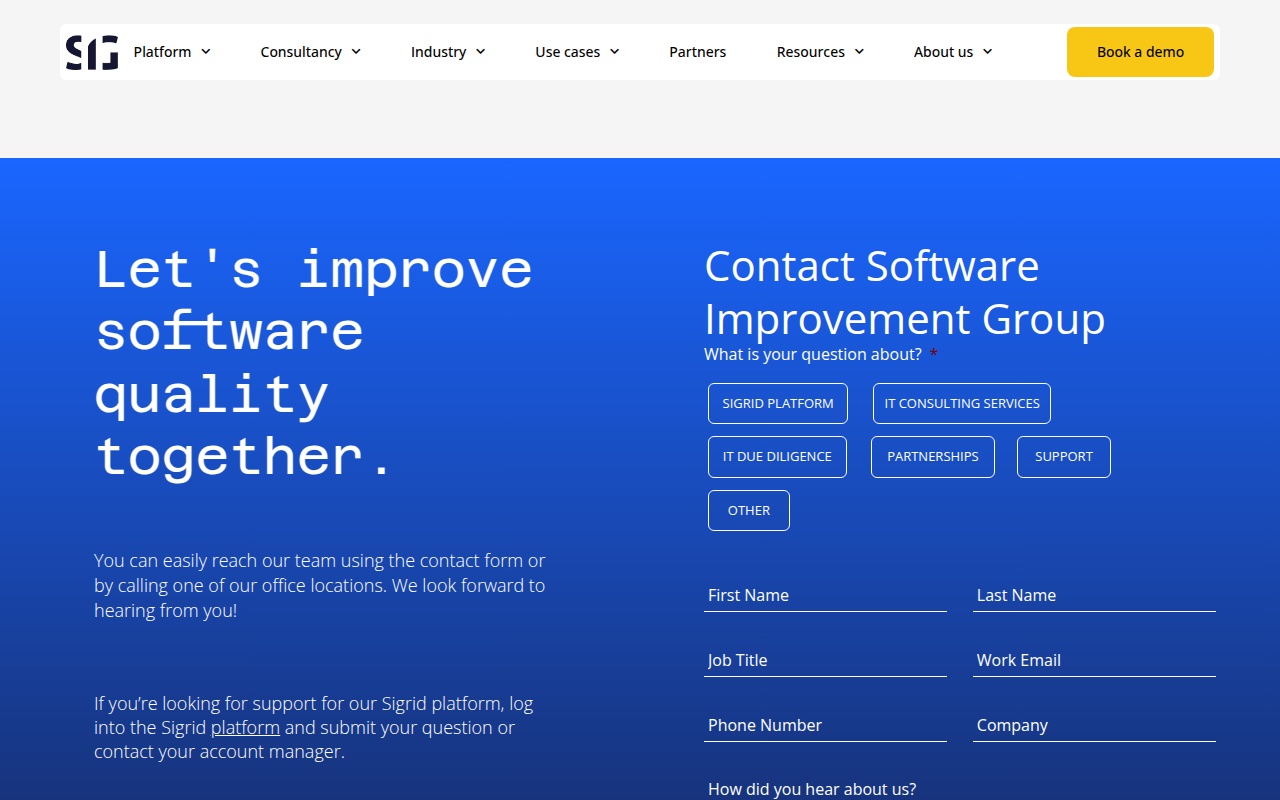 SIG
Platform
Consultancy
Industry
Use cases
Partners
Resources
About us
Book a demo
Let's improve
software
quality
together.
You can easily reach our team using the contact form or
by calling one of our office locations. We look forward to
hearing from you!
If you’re looking for support for our Sigrid platform, log
into the Sigrid platform and submit your question or
contact your account manager.
Contact Software
Improvement Group
What is your question about? *
SIGRID PLATFORM
IT CONSULTING SERVICES
IT DUE DILIGENCE
PARTNERSHIPS
SUPPORT
OTHER
First Name
Last Name
Job Title
Work Email
Phone Number
Company
How did you hear about us?